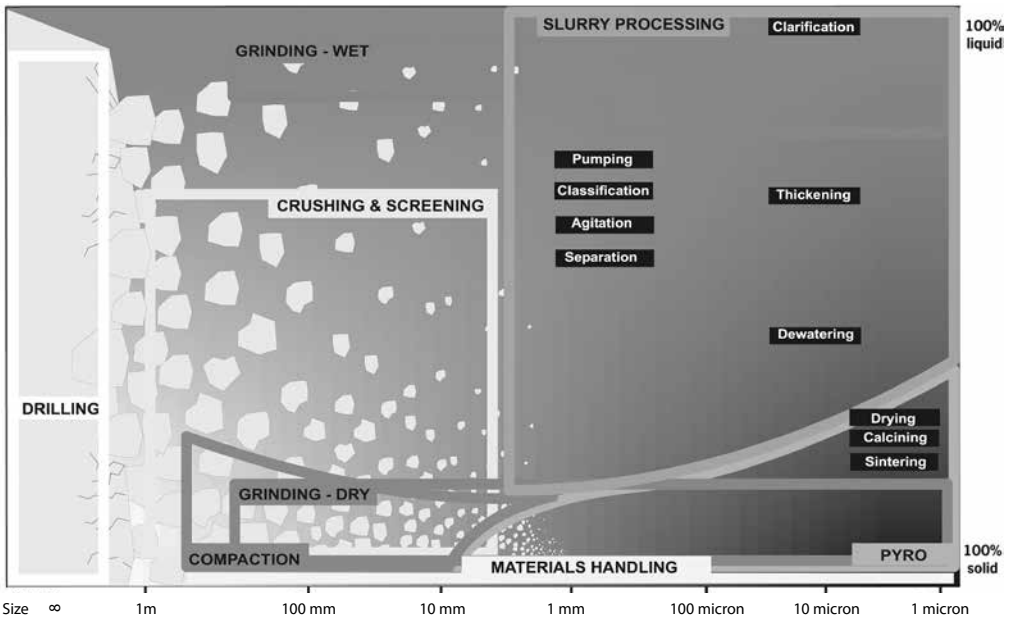 SLURRY PROCESSING
Clarification
100%
liquid
GRINDING - WET
Pumping
Classification
Thickening
CRUSHING & SCREENING
Agitation
Separation
Dewatering
DRILLING
Drying
Calcining
Sintering
GRINDING - DRY
COMPACTION
MATERIALS HANDLING
PYRO
100%
solid
Size ∞ 1m 100 mm 10 mm 1 mm 100 micron 10 micron 1 micron